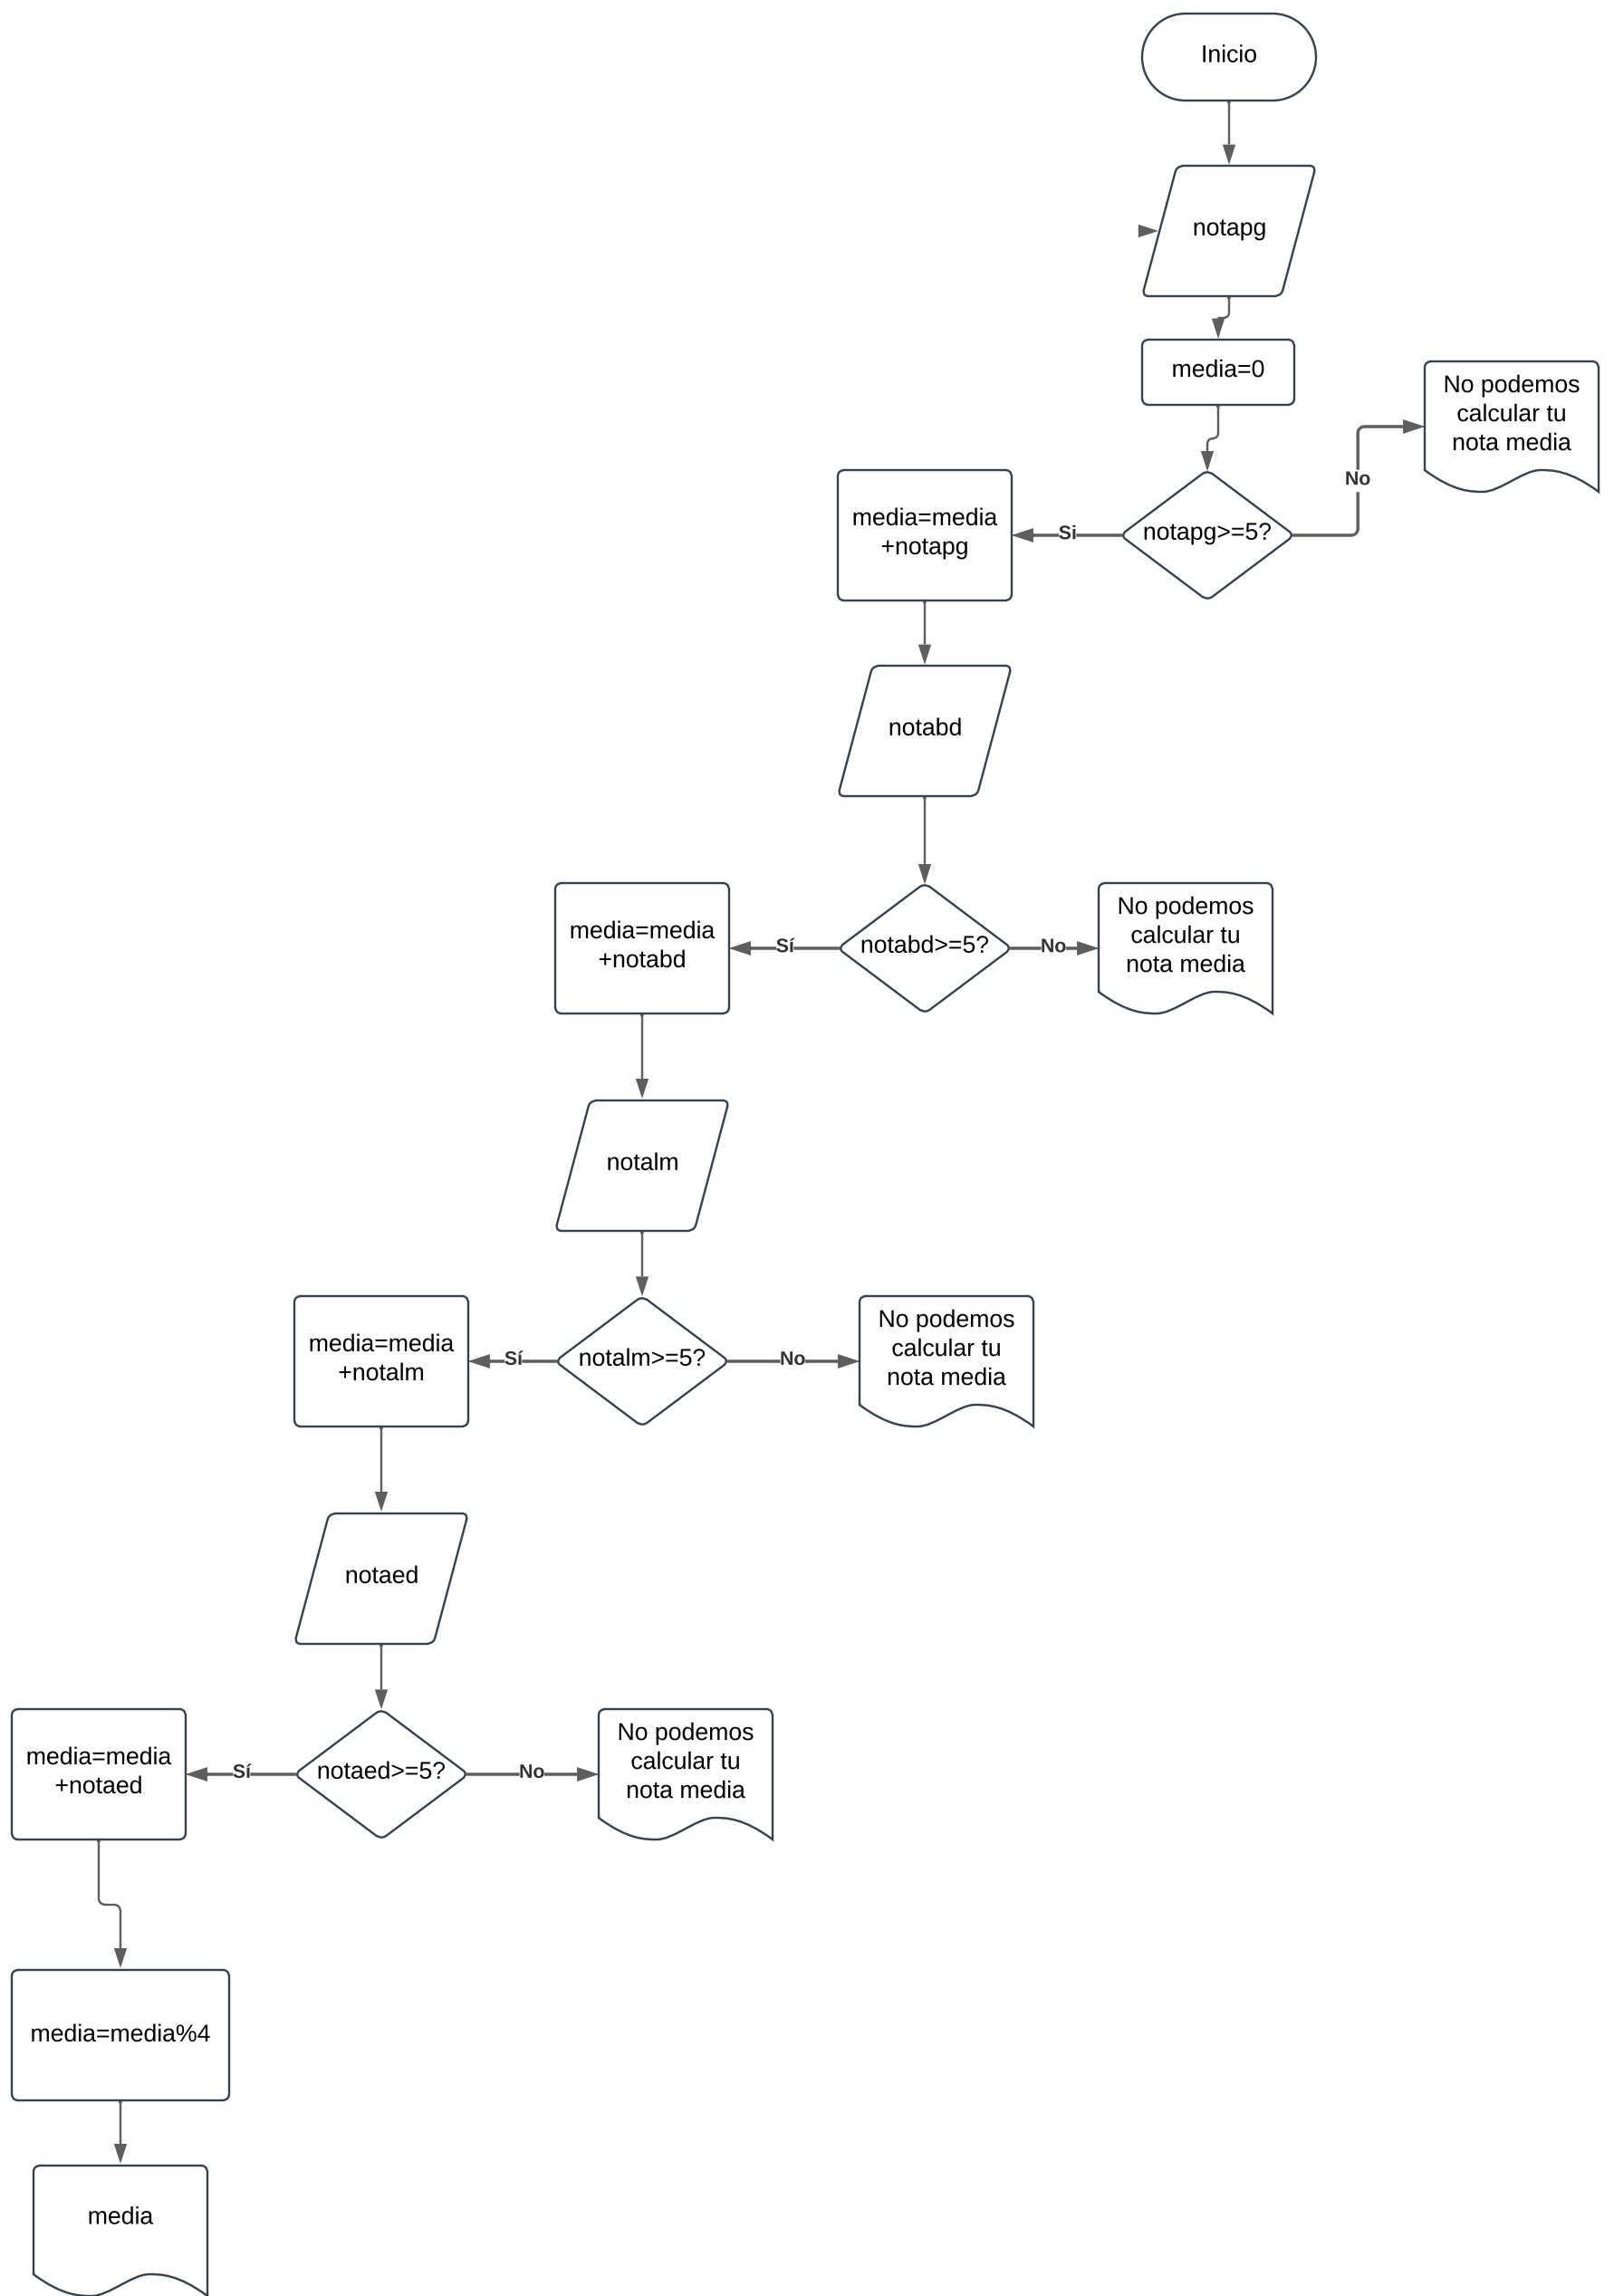 Inicio
notapg
media=0
No podemos
calcular tu
nota media
No
media=media
+notapg
Si
notapg>=5?
notabd
media=media
+notabd
Sí
notabd>=5?
No
No podemos
calcular tu
nota media
notalm
media=media
+notalm
Sí
notalm>=5?
No
No podemos
calcular tu
nota media
notaed
media=media
+notaed
Sí
notaed>=5?
No
No podemos
calcular tu
nota media
media=media%4
media